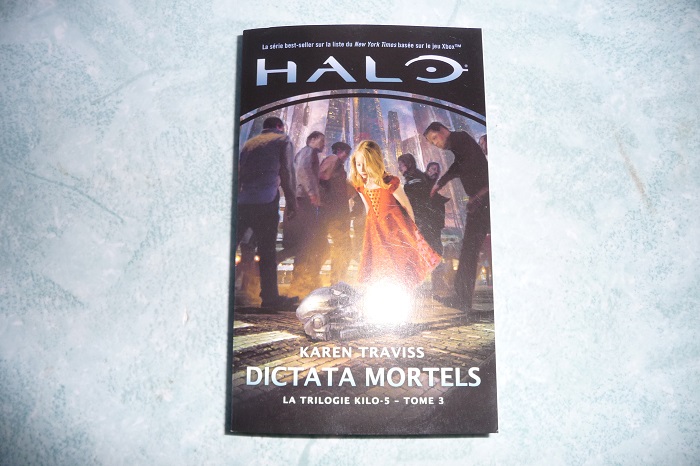 La série best-seller sur la liste du New York Times basée sur le jeu Xbox™
HALO®
KAREN TRAVISS
DICTATA MORTELS
LA TRILOGIE KILO-5 – TOME 3